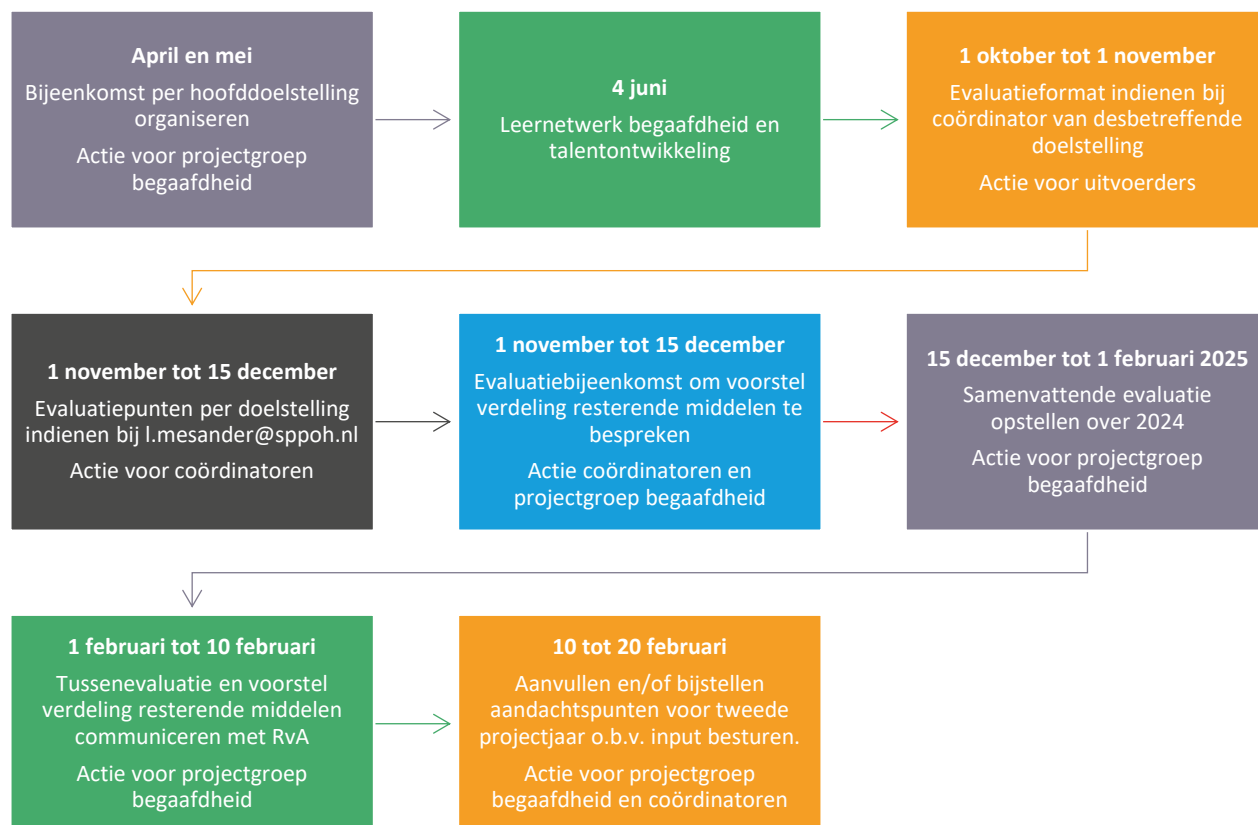 April en mei
Bijeenkomst per hoofddoelstelling
organiseren
Actie voor projectgroep
begaafdheid
4 juni
Leernetwerk begaafdheid en
talentontwikkeling
1 oktober tot 1 november
Evaluatieformat indienen bij
coördinator van desbetreffende
doelstelling
Actie voor uitvoerders
1 november tot 15 december
Evaluatiepunten per doelstelling
indienen bij l.mesander@sppoh.nl
Actie voor coördinatoren
1 november tot 15 december
Evaluatiebijeenkomst om voorstel
verdeling resterende middelen te
bespreken
Actie coördinatoren en
projectgroep begaafdheid
15 december tot 1 februari 2025
Samenvattende evaluatie
opstellen over 2024
Actie voor projectgroep
begaafdheid
1 februari tot 10 februari
Tussenevaluatie en voorstel
verdeling resterende middelen
communiceren met RvA
Actie voor projectgroep
begaafdheid
10 tot 20 februari
Aanvullen en/of bijstellen
aandachtspunten voor tweede
projectjaar o.b.v. input besturen.
Actie voor projectgroep
begaafdheid en coördinatoren